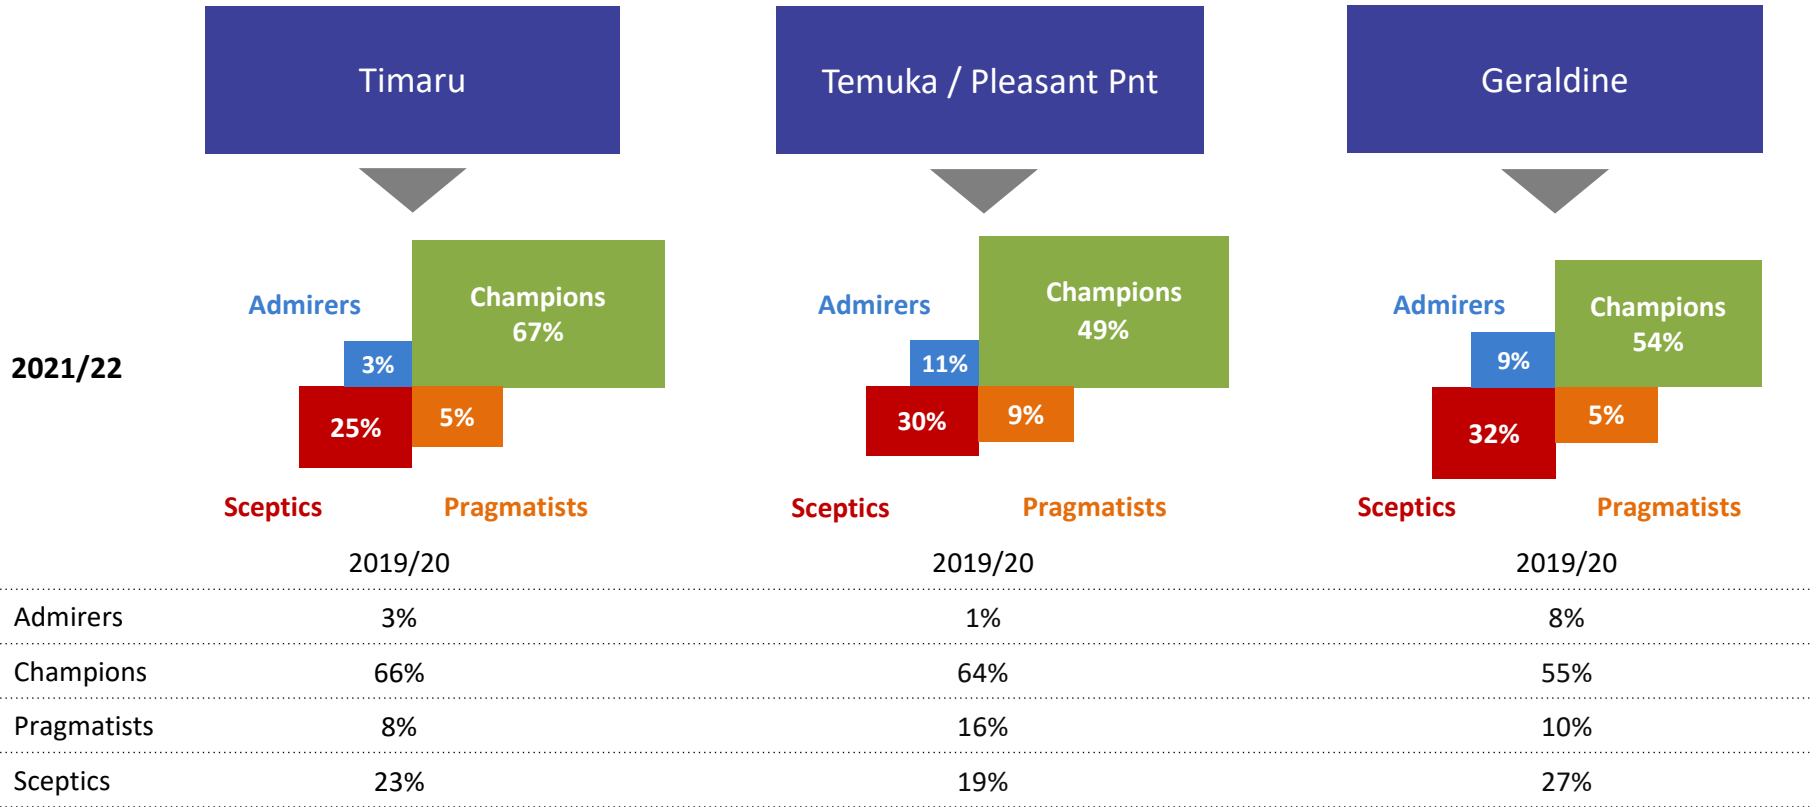 Timaru
Temuka / Pleasant Pnt
Geraldine
2021/22
Admirers
Champions
67%
3%
25%
5%
Sceptics
Pragmatists
Admirers
Champions
49%
11%
30%
9%
Sceptics
Pragmatists
Admirers
Champions
54%
9%
32%
5%
Sceptics
Pragmatists
2019/20 2019/20 2019/20
Admirers 3% 1% 8%
Champions 66% 64% 55%
Pragmatists 8% 16% 10%
Sceptics 23% 19% 27%